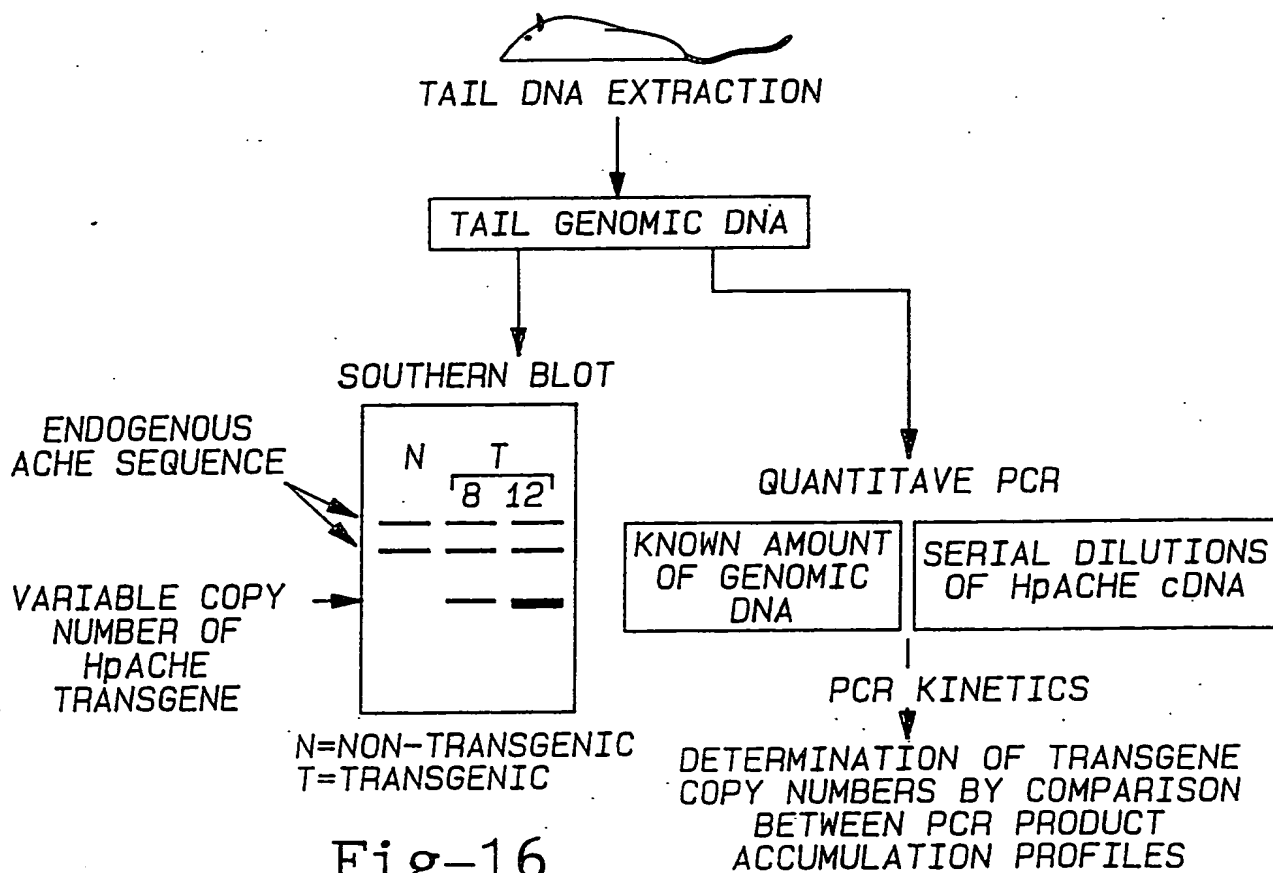 TAIL DNA EXTRACTION
TAIL GENOMIC DNA
SOUTHERN BLOT
ENDOGENOUS
ACHE SEQUENCE
N T
8 12
VARIABLE COPY
NUMBER OF
HpACHE
TRANSGENE
N=NON-TRANSGENIC
T=TRANSGENIC
QUANTITAVE PCR
KNOWN AMOUNT
OF GENOMIC
DNA
SERIAL DILUTIONS
OF HpACHE cDNA
PCR KINETICS
DETERMINATION OF TRANSGENE
COPY NUMBERS BY COMPARISON
BETWEEN PCR PRODUCT
ACCUMULATION PROFILES
Fig-16